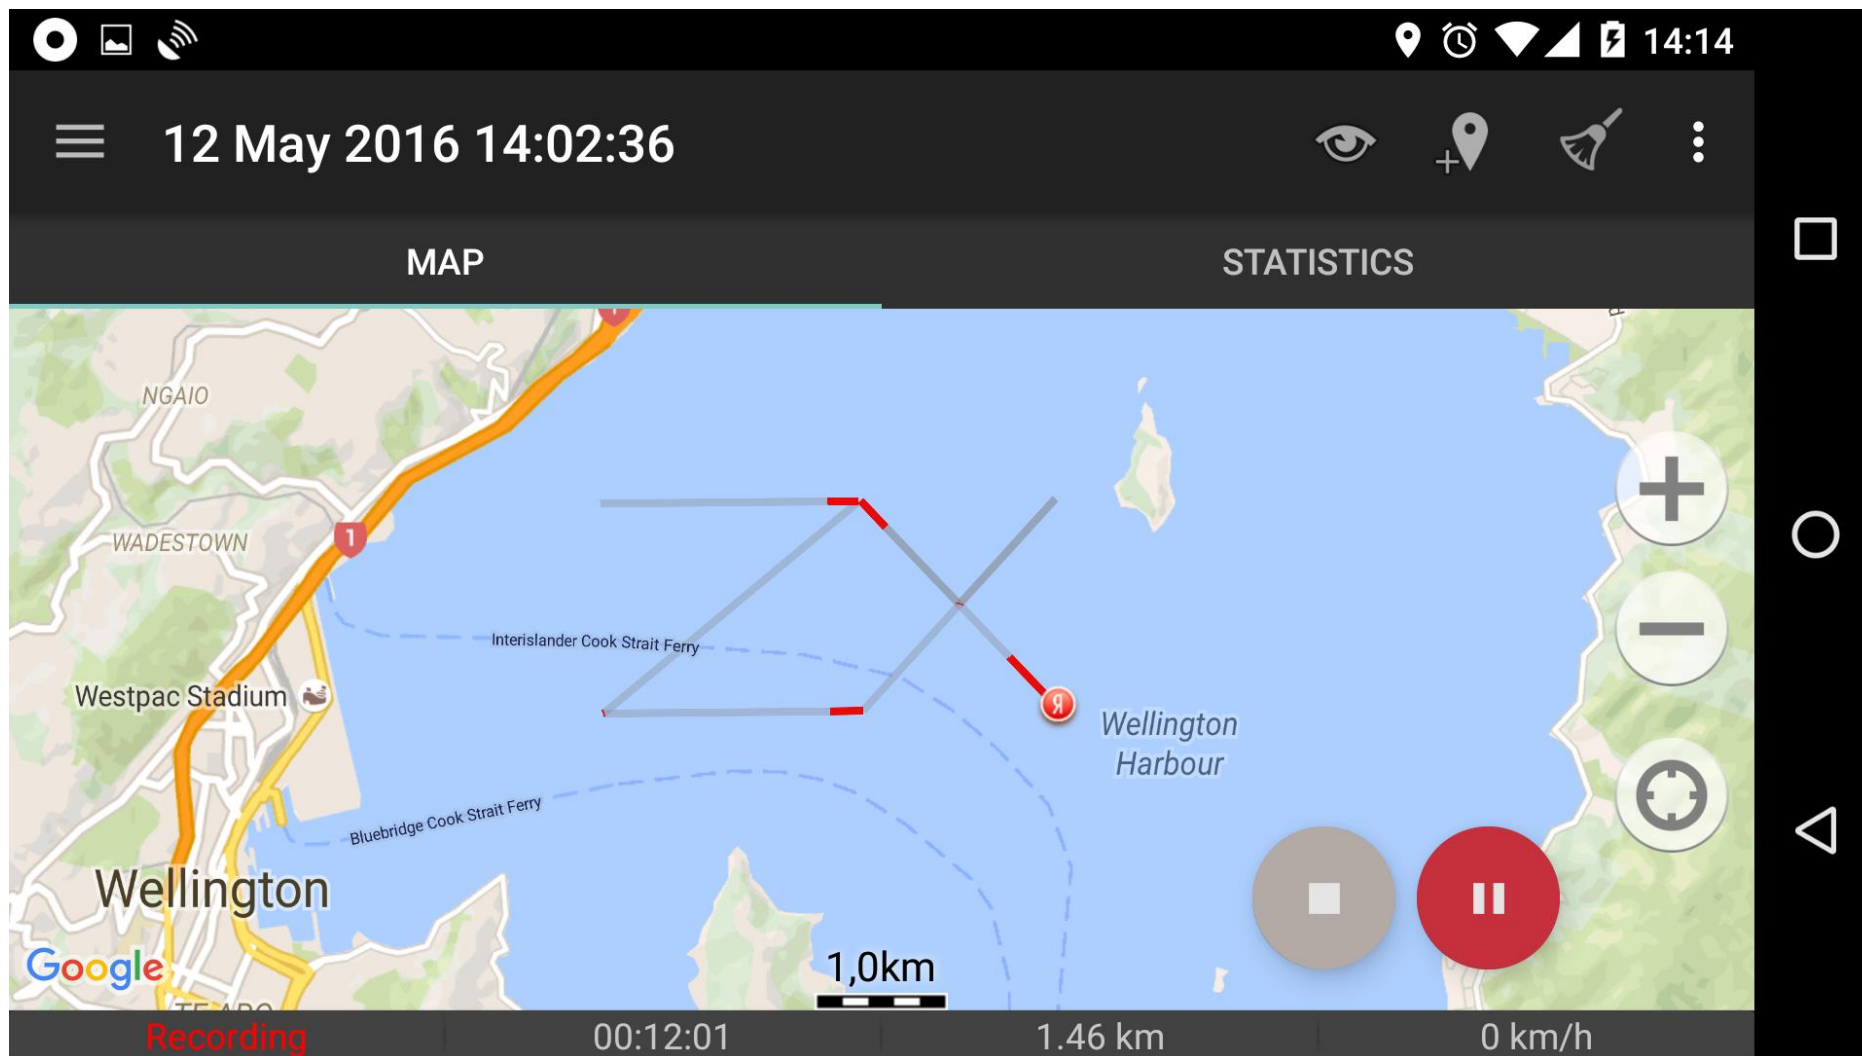 14:14
12 May 2016 14:02:36
MAP
STATISTICS
NGAIO
1
WADESTOWN
Interislander Cook Strait Ferry
Westpac Stadium
Я
Wellington
Harbour
Bluebridge Cook Strait Ferry
Wellington
Google
1,0km
Recording
00:12:01
1.46 km
0 km/h